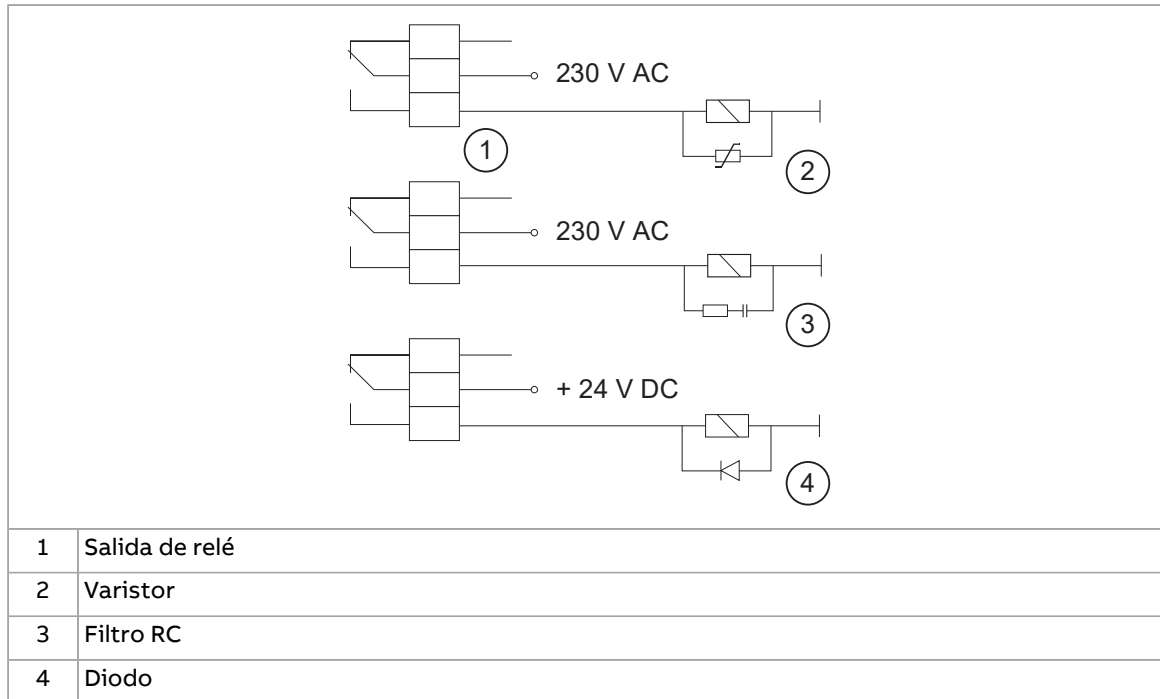 230 V AC
1
2
230 V AC
3
+ 24 V DC
4
1 Salida de relé
2 Varistor
3 Filtro RC
4 Diodo